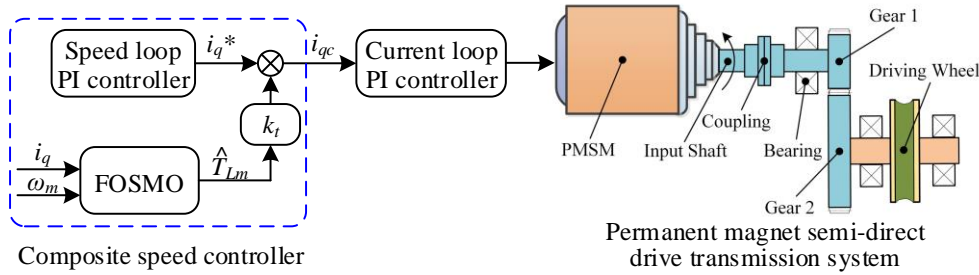 Speed loop
PI controller
i_q*
i_qc
Current loop
PI controller
k_t
i_q
ω_m
FOSMO
T̂_Lm
Composite speed controller
PMSM
Input Shaft
Coupling
Bearing
Gear 1
Driving Wheel
Gear 2
Permanent magnet semi-direct
drive transmission system